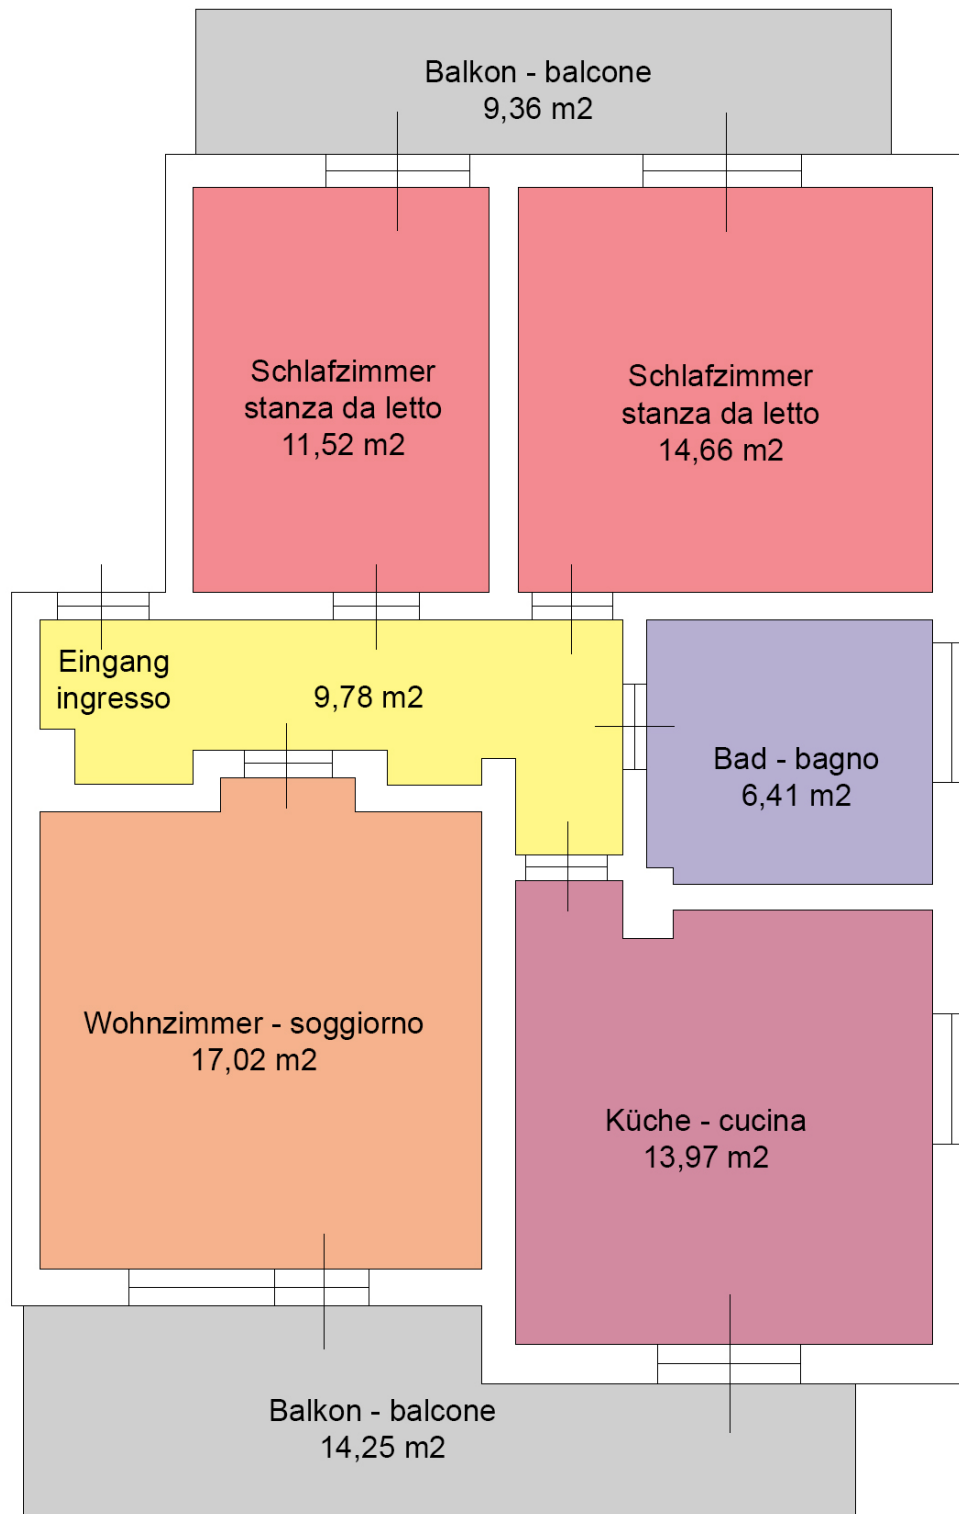 Balkon - balcone
9,36 m2
Schlafzimmer
stanza da letto
11,52 m2
Schlafzimmer
stanza da letto
14,66 m2
Eingang
ingresso
9,78 m2
Bad - bagno
6,41 m2
Wohnzimmer - soggiorno
17,02 m2
Küche - cucina
13,97 m2
Balkon - balcone
14,25 m2